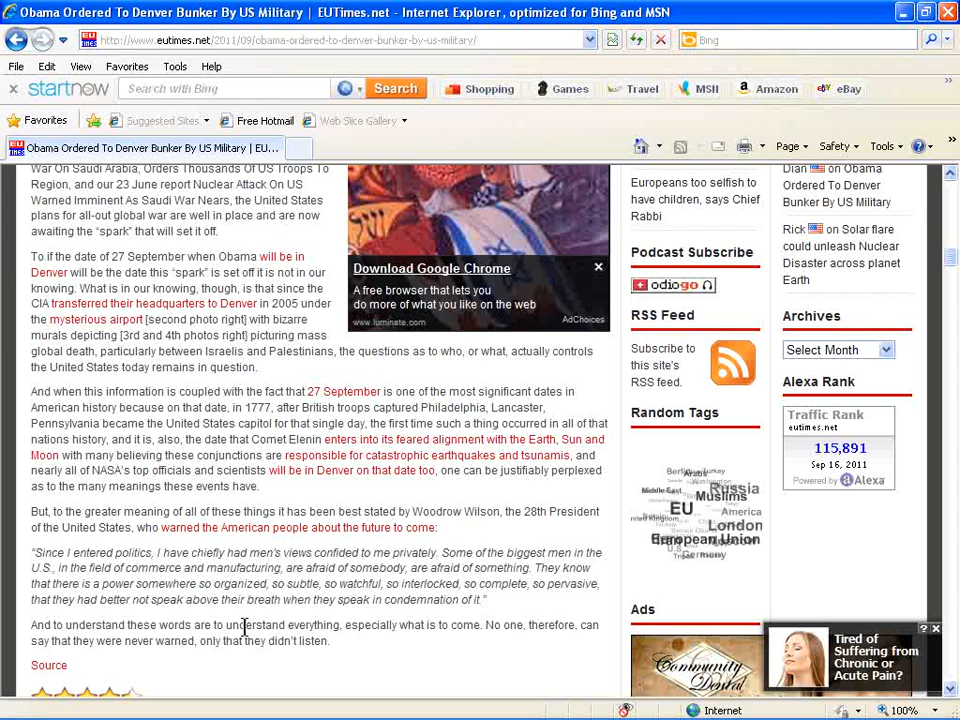 Obama Ordered To Denver Bunker By US Military | EUTimes.net - Internet Explorer, optimized for Bing and MSN
http://www.eutimes.net/2011/09/obama-ordered-to-denver-bunker-by-us-military/
Bing
File Edit View Favorites Tools Help
startnow Search with Bing Search Shopping Games Travel MSN Amazon eBay
Favorites Suggested Sites Free Hotmail Web Slice Gallery
Obama Ordered To Denver Bunker By US Military | EU...
Page Safety Tools
War On Saudi Arabia, Orders Thousands Of US Troops To
Region, and our 23 June report Nuclear Attack On US
Warned Imminent As Saudi War Nears, the United States
plans for all-out global war are well in place and are now
awaiting the “spark” that will set it off.
To if the date of 27 September when Obama will be in
Denver will be the date this “spark” is set off it is not in our
knowing. What is in our knowing, though, is that since the
CIA transferred their headquarters to Denver in 2005 under
the mysterious airport [second photo right] with bizarre
murals depicting [3rd and 4th photos right] picturing mass
global death, particularly between Israelis and Palestinians, the questions as to who, or what, actually controls
the United States today remains in question.
Download Google Chrome
A free browser that lets you
do more of what you like on the web
www.luminate.com
AdChoices
And when this information is coupled with the fact that 27 September is one of the most significant dates in
American history because on that date, in 1777, after British troops captured Philadelphia, Lancaster,
Pennsylvania became the United States capitol for that single day, the first time such a thing occurred in all of that
nations history, and it is, also, the date that Comet Elenin enters into its feared alignment with the Earth, Sun and
Moon with many believing these conjunctions are responsible for catastrophic earthquakes and tsunamis, and
nearly all of NASA’s top officials and scientists will be in Denver on that date too, one can be justifiably perplexed
as to the many meanings these events have.
But, to the greater meaning of all of these things it has been best stated by Woodrow Wilson, the 28th President
of the United States, who warned the American people about the future to come:
“Since I entered politics, I have chiefly had men’s views confided to me privately. Some of the biggest men in the
U.S., in the field of commerce and manufacturing, are afraid of somebody, are afraid of something. They know
that there is a power somewhere so organized, so subtle, so watchful, so interlocked, so complete, so pervasive,
that they had better not speak above their breath when they speak in condemnation of it.”
And to understand these words are to understand everything, especially what is to come. No one, therefore, can
say that they were never warned, only that they didn’t listen.
Source
Europeans too selfish to
have children, says Chief
Rabbi
Podcast Subscribe
odiogo
RSS Feed
Subscribe to
this site's
RSS feed.
Random Tags
Berlin Turkey
Arabs
Washington
Middle East
Russia
Muslims
EU
America
United Kingdom
London
European Union
Moscow
U.S.
Germany
Ads
Community
Dental
Dian on Obama
Ordered To Denver
Bunker By US Military
Rick on Solar flare
could unleash Nuclear
Disaster across planet
Earth
Archives
Select Month
Alexa Rank
Traffic Rank
eutimes.net
115,891
Sep 16, 2011
Powered by Alexa
Tired of
Suffering from
Chronic or
Acute Pain?
Internet 100%